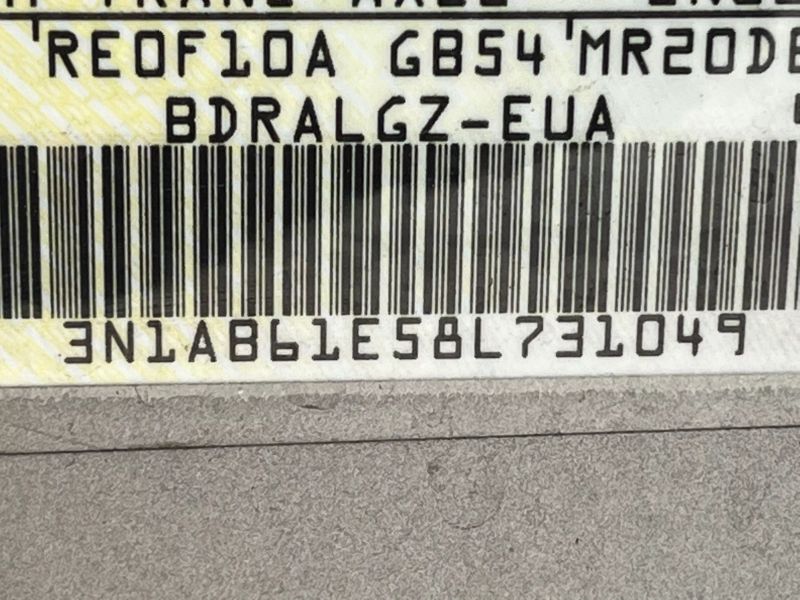 RE0F10A GB54 MR20DE
BDRALGZ-EUA
3N1AB61E58L731049